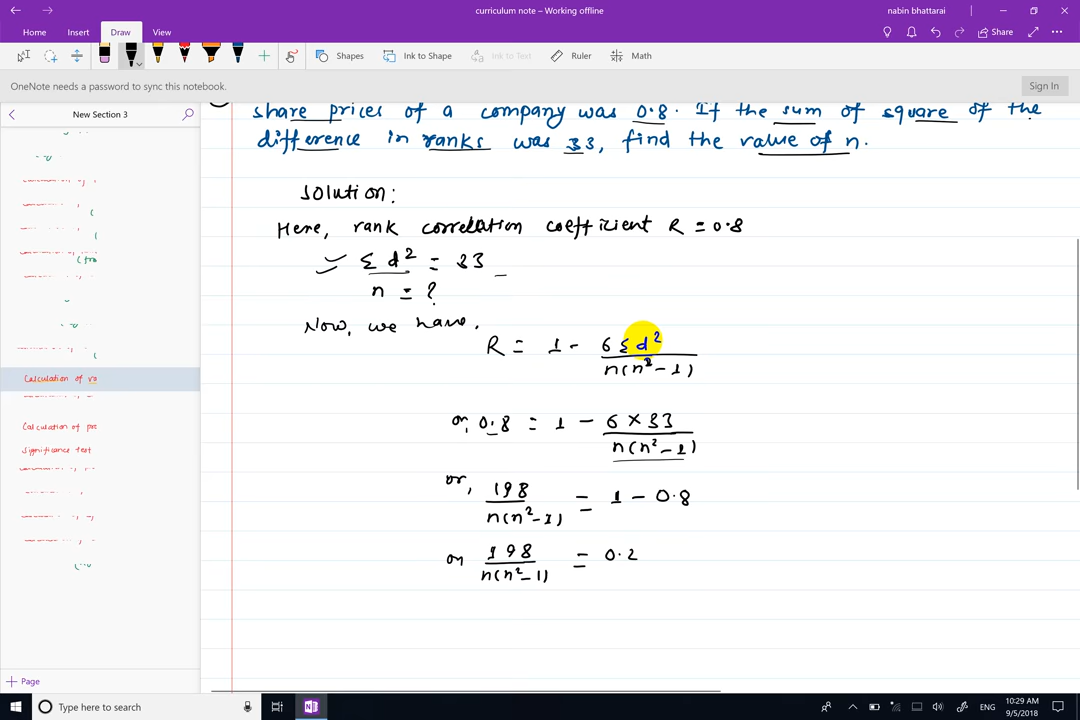 curriculum note – Working offline
nabin bhattarai
Home Insert Draw View
Share
Shapes Ink to Shape Ink to Text Ruler Math
OneNote needs a password to sync this notebook.
Sign In
New Section 3
Calculation of
Calculation of pr
Significance test
+ Page
share prices of a company was 0.8. If the sum of square of the
difference in ranks was 33, find the value of n.
Solution:
Here, rank correlation coefficient R = 0.8
Σd² = 33
n = ?
Now, we have,
R = 1 - 6Σd² / n(n²-1)
or, 0.8 = 1 - 6×33 / n(n²-1)
or, 198 / n(n²-1) = 1 - 0.8
or 198 / n(n²-1) = 0.2
Type here to search
ENG
10:29 AM
9/5/2018